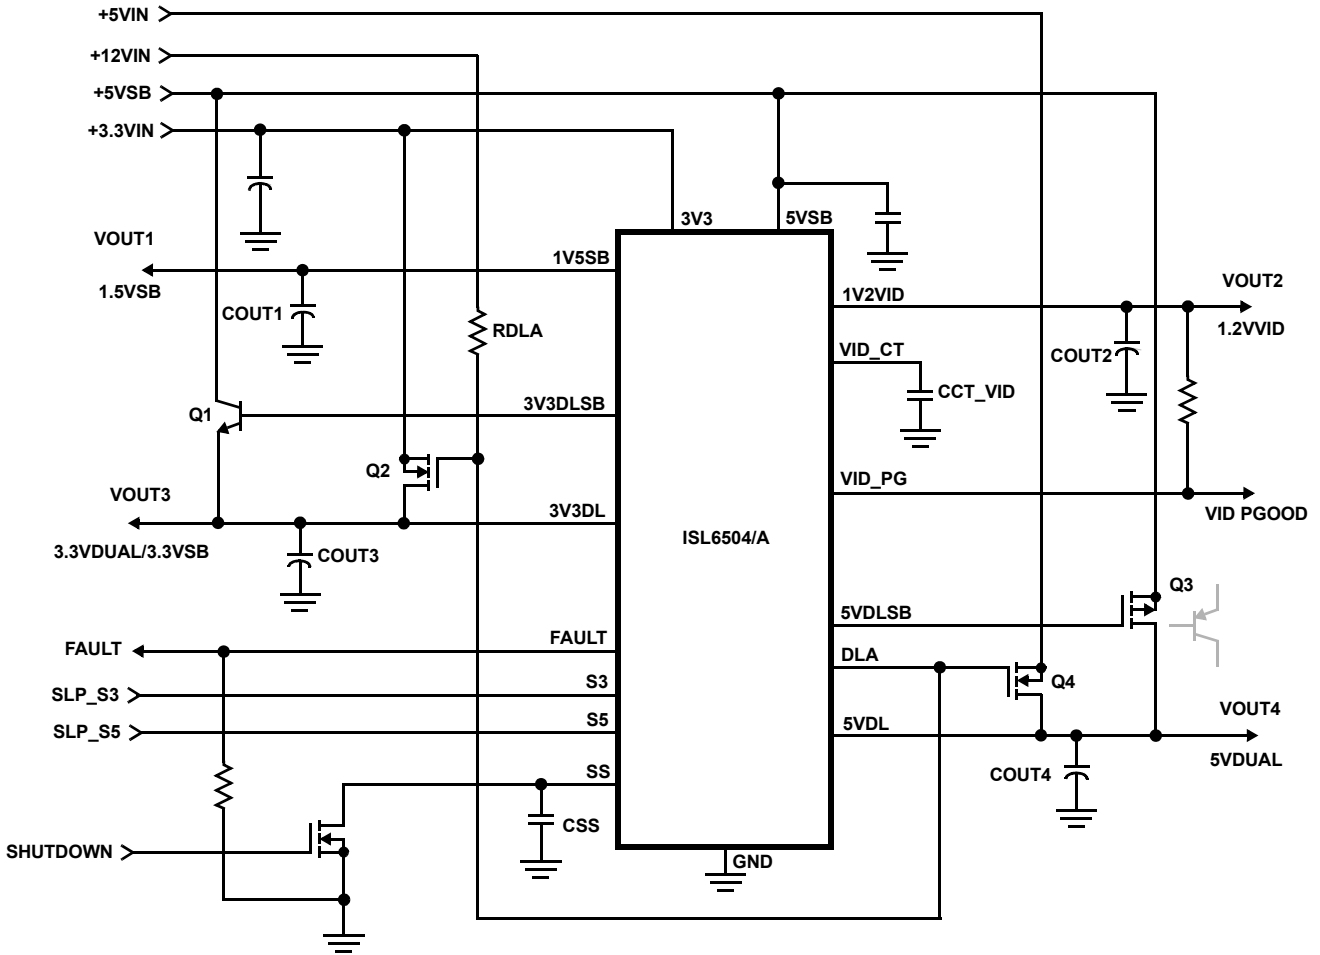 +5VIN
+12VIN
+5VSB
+3.3VIN
3V3
5VSB
VOUT1
1.5VSB
1V5SB
COUT1
RDLA
1V2VID
VOUT2
1.2VVID
COUT2
VID_CT
CCT_VID
Q1
3V3DLSB
Q2
VID_PG
VID PGOOD
VOUT3
3.3VDUAL/3.3VSB
3V3DL
COUT3
ISL6504/A
Q3
5VDLSB
FAULT
FAULT
DLA
Q4
SLP_S3
S3
SLP_S5
S5
5VDL
VOUT4
5VDUAL
COUT4
SS
CSS
SHUTDOWN
GND